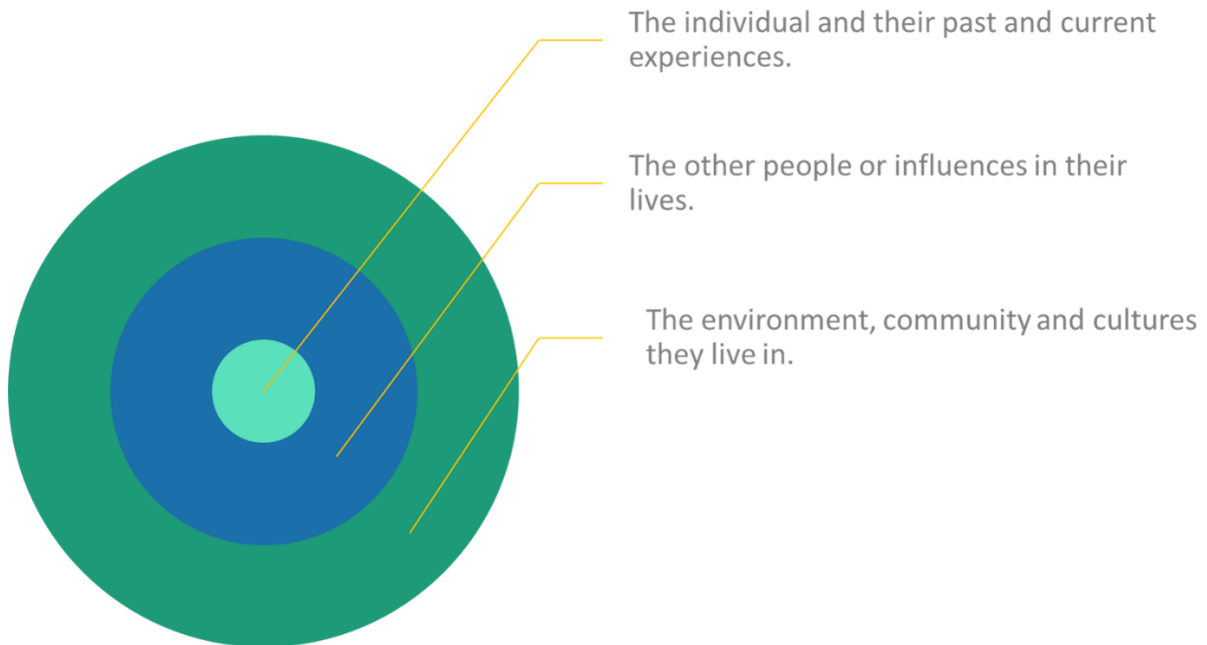 The individual and their past and current
experiences.
The other people or influences in their
lives.
The environment, community and cultures
they live in.